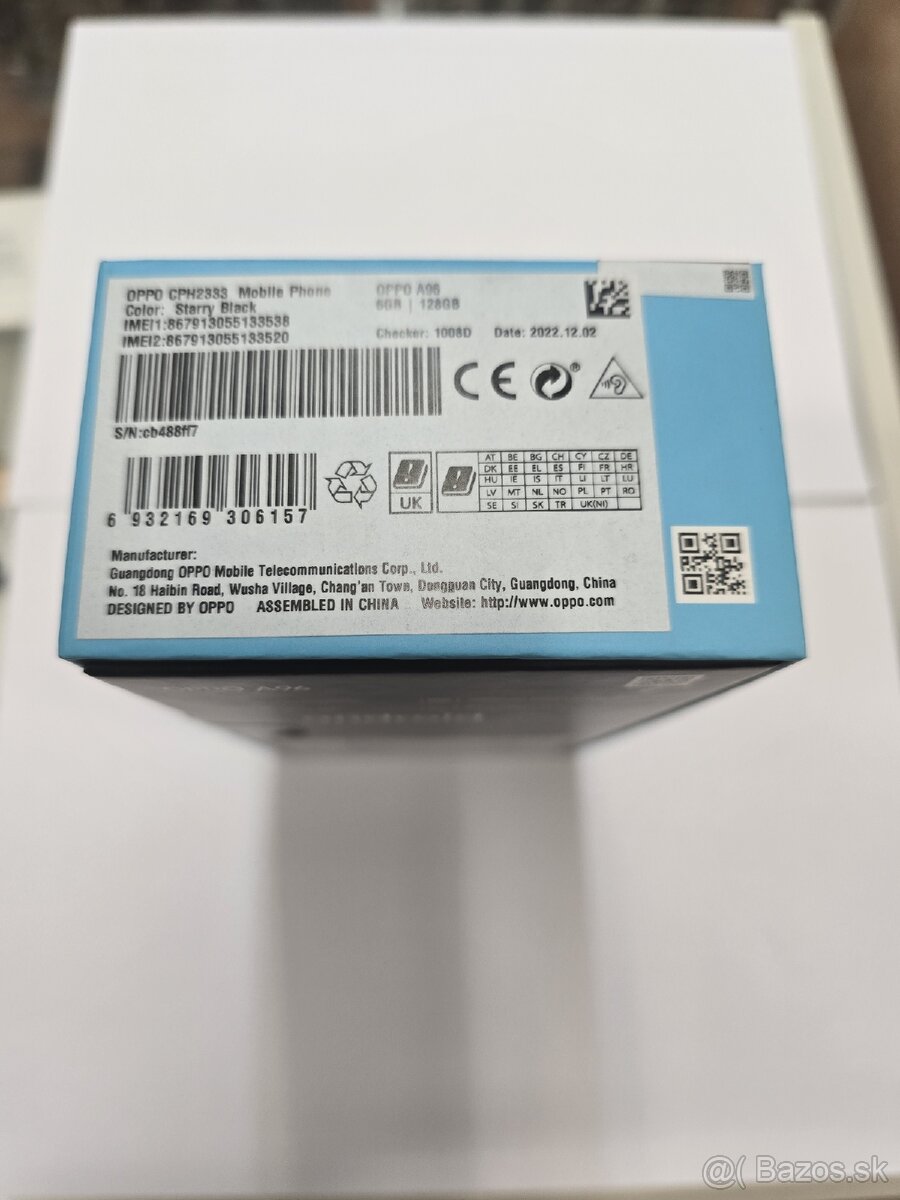 OPPO CPH2333 Mobile Phone OPPO A96
Color: Starry Black 6GB | 128GB
IMEI1:867913055133538
IMEI2:867913055133520 Checker: 1008D Date: 2022.12.02
CE
S/N:cb488ff7
6 932169 306157
UK
AT BE BG CH CY CZ DE
DK EE EL ES FI FR HR
HU IE IS IT LI LT LU
LV MT NL NO PL PT RO
SE SI SK TR UK(NI)
Manufacturer:
Guangdong OPPO Mobile Telecommunications Corp., Ltd.
No. 18 Haibin Road, Wusha Village, Chang'an Town, Dongguan City, Guangdong, China
DESIGNED BY OPPO ASSEMBLED IN CHINA Website: http://www.oppo.com
OPPO A96
@( Bazos.sk